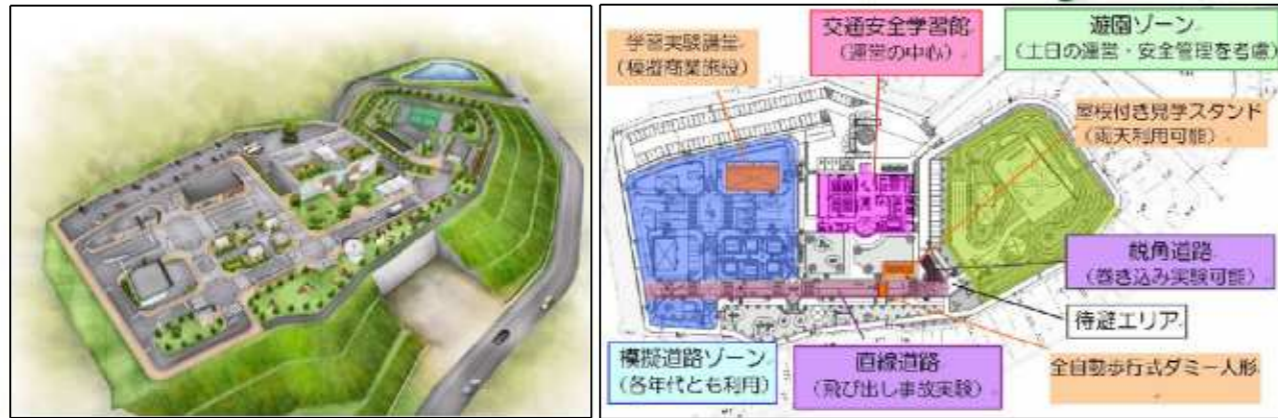 学習実験講堂
（模擬商業施設）
交通安全学習館
（運営の中心）
遊園ゾーン
（土日の運営・安全管理を考慮）
屋根付き見学スタンド
（雨天利用可能）
鋭角道路
（巻き込み実験可能）
待避エリア
模擬道路ゾーン
（各年代とも利用）
直線道路
（飛び出し事故実験）
全自動歩行式ダミー人形